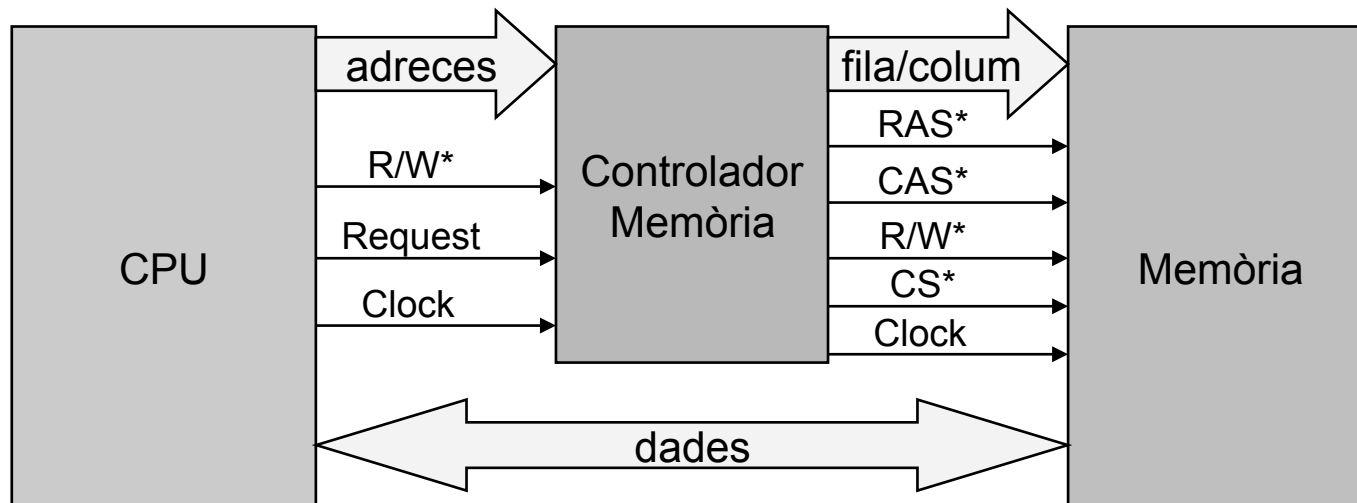 adreces
fila/colum
RAS*
R/W*
Controlador
Memòria
CAS*
Request
R/W*
CPU
Memòria
CS*
Clock
Clock
dades